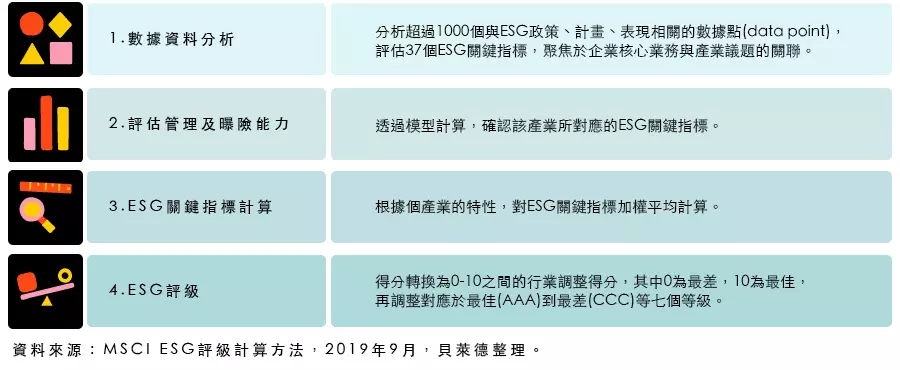 1.數據資料分析
分析超過1000個與ESG政策、計畫、表現相關的數據點(data point)，
評估37個ESG關鍵指標，聚焦於企業核心業務與產業議題的關聯。
2.評估管理及曝險能力
透過模型計算，確認該產業所對應的ESG關鍵指標。
3.ESG關鍵指標計算
根據個產業的特性，對ESG關鍵指標加權平均計算。
4.ESG評級
得分轉換為0-10之間的行業調整得分，其中0為最差，10為最佳，
再調整對應於最佳(AAA)到最差(CCC)等七個等級。
資料來源：MSCI ESG評級計算方法，2019年9月，貝萊德整理。